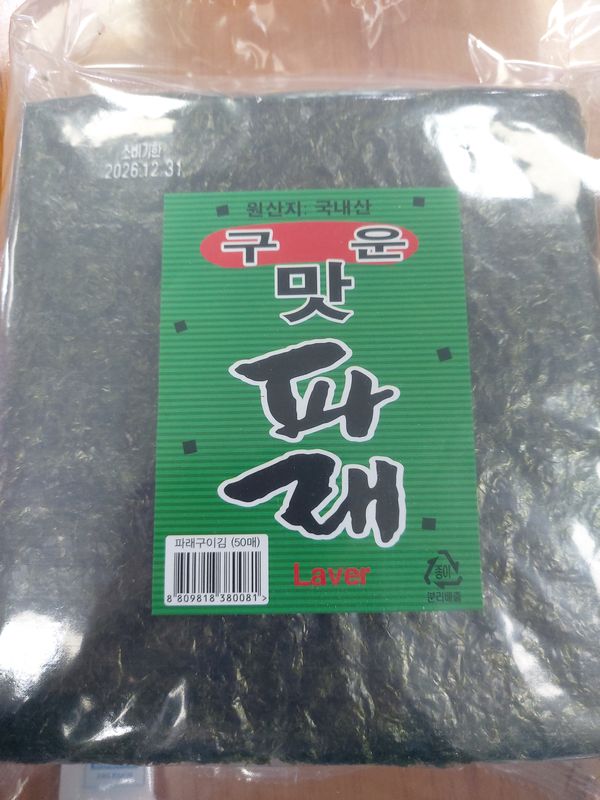 소비기한
2026.12.31
원산지: 국내산
구 운
맛
파
래
파래구이김 (50매)
8 809818 380081 >
Laver
종이
분리배출